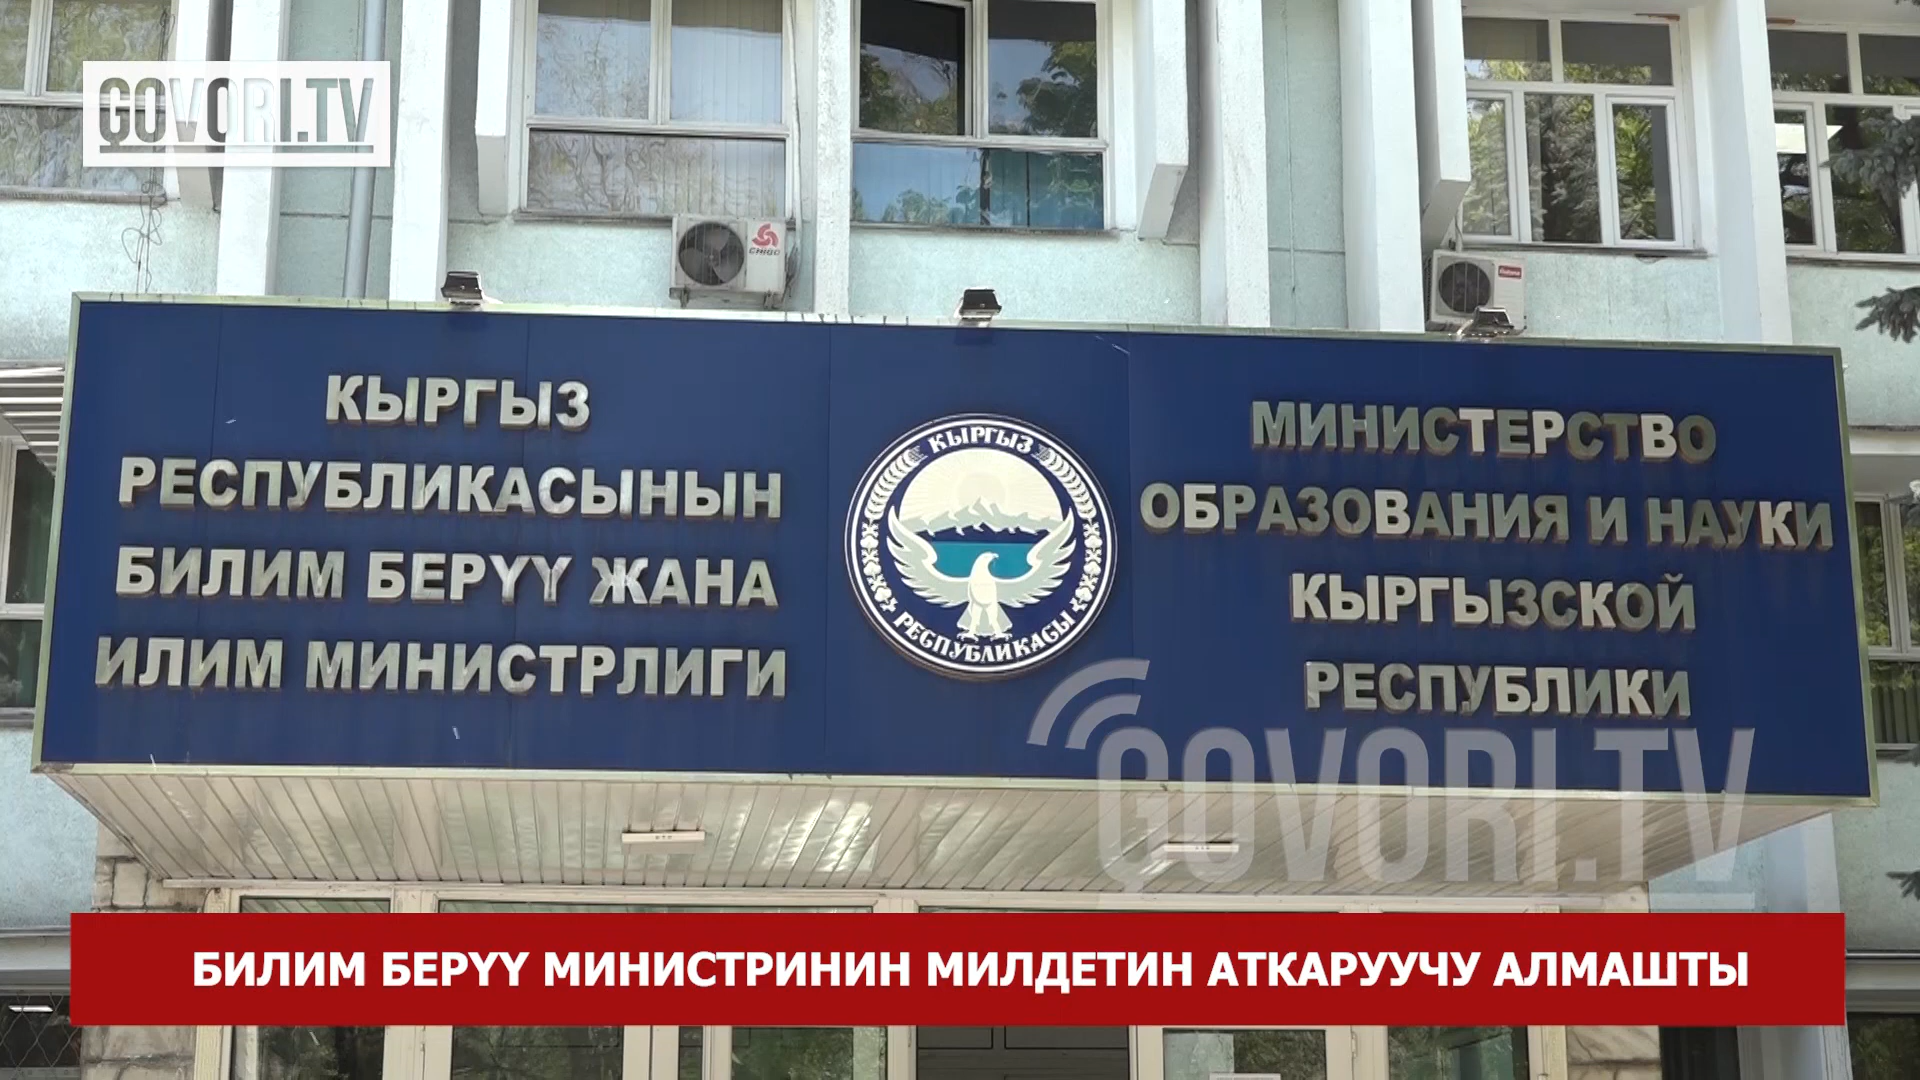 GOVORI.TV
CHIGO
КЫРГЫЗ
РЕСПУБЛИКАСЫНЫН
БИЛИМ БЕРҮҮ ЖАНА
ИЛИМ МИНИСТРЛИГИ
КЫРГЫЗ
РЕСПУБЛИКАСЫ
МИНИСТЕРСТВО
ОБРАЗОВАНИЯ И НАУКИ
КЫРГЫЗСКОЙ
РЕСПУБЛИКИ
GOVORI.TV
БИЛИМ БЕРҮҮ МИНИСТРИНИН МИЛДЕТИН АТКАРУУЧУ АЛМАШТЫ